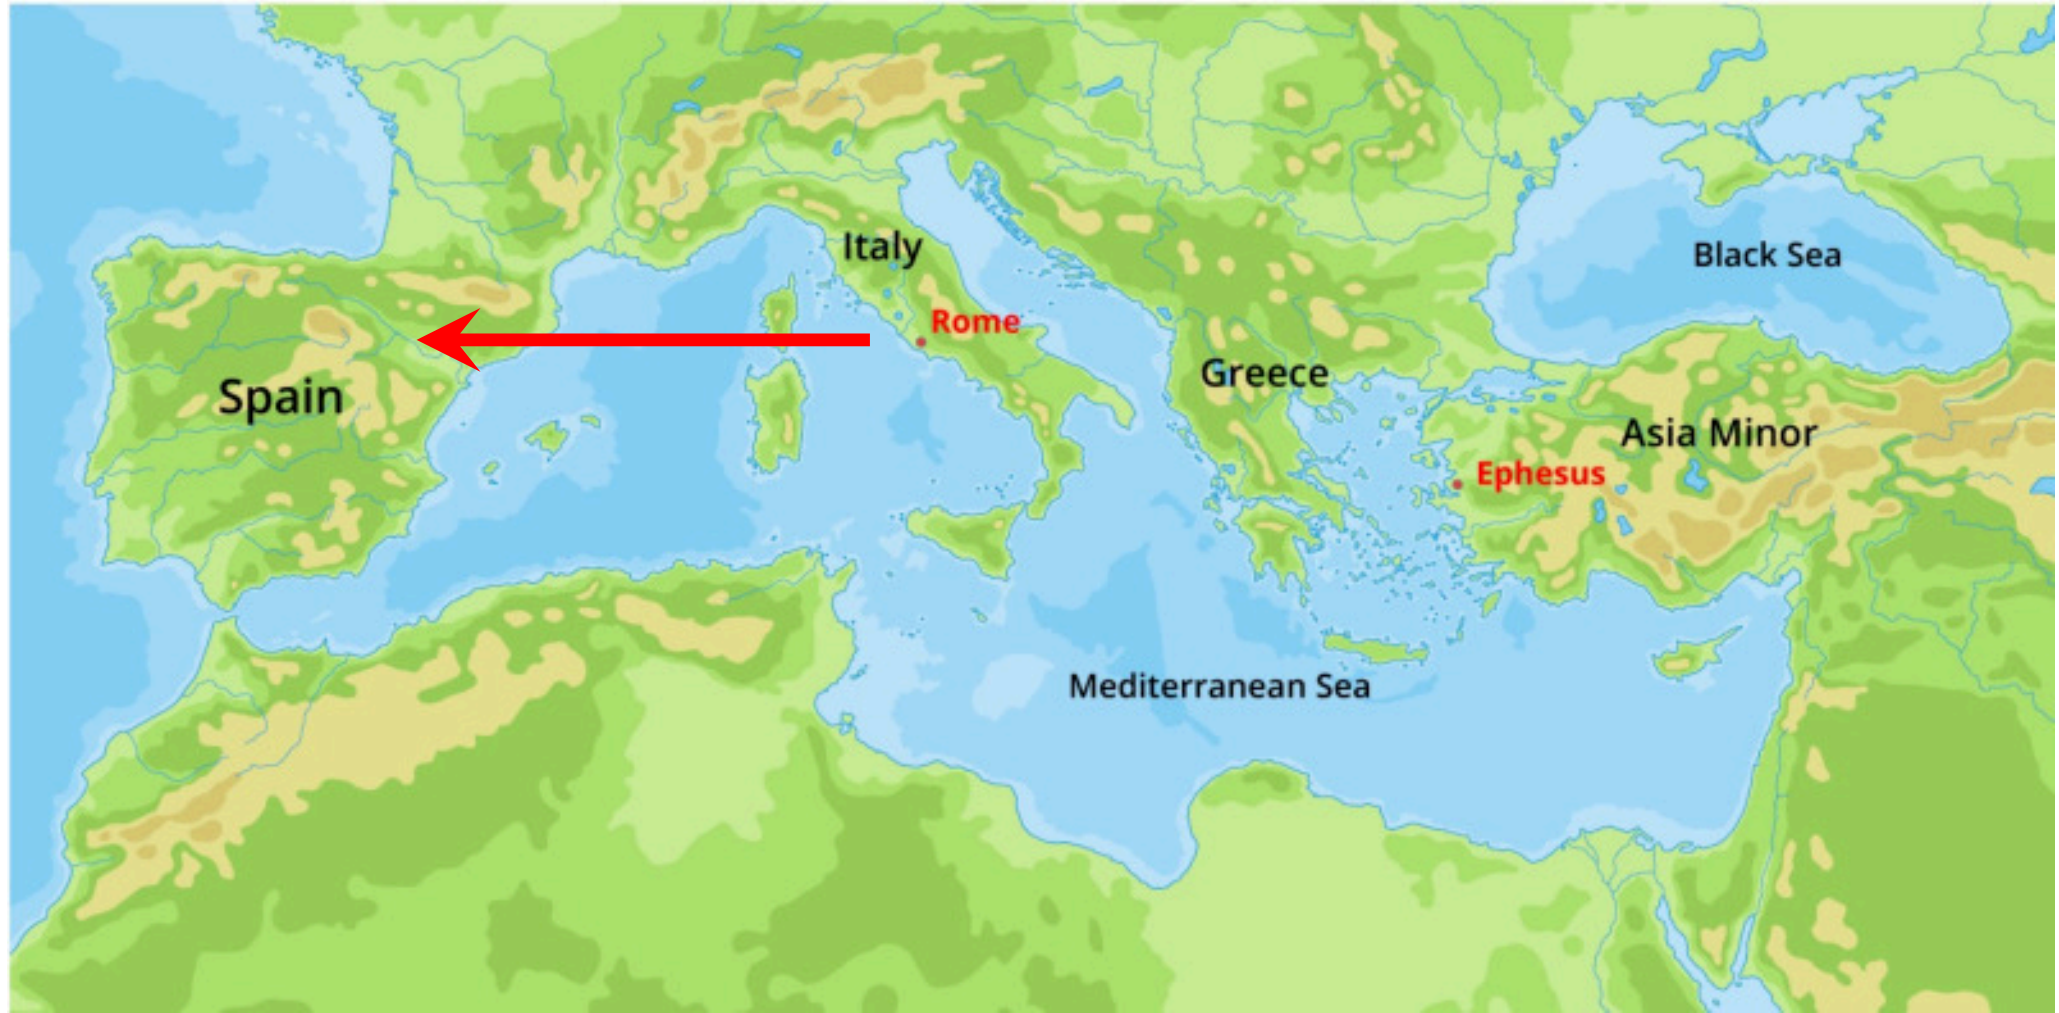 Italy
Black Sea
Rome
Greece
Spain
Asia Minor
Ephesus
Mediterranean Sea